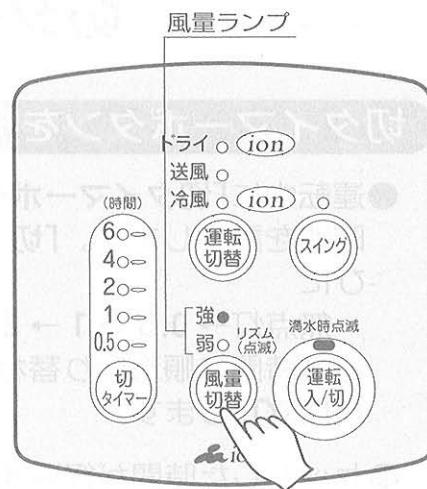 風量ランプ
ドライ ion
送風
冷風 ion
(時間)
6
4
2
1
0.5
切
タイマー
運転
切替
スイング
強
弱 リズム
(点滅)
風量
切替
満水時点滅
運転
入/切